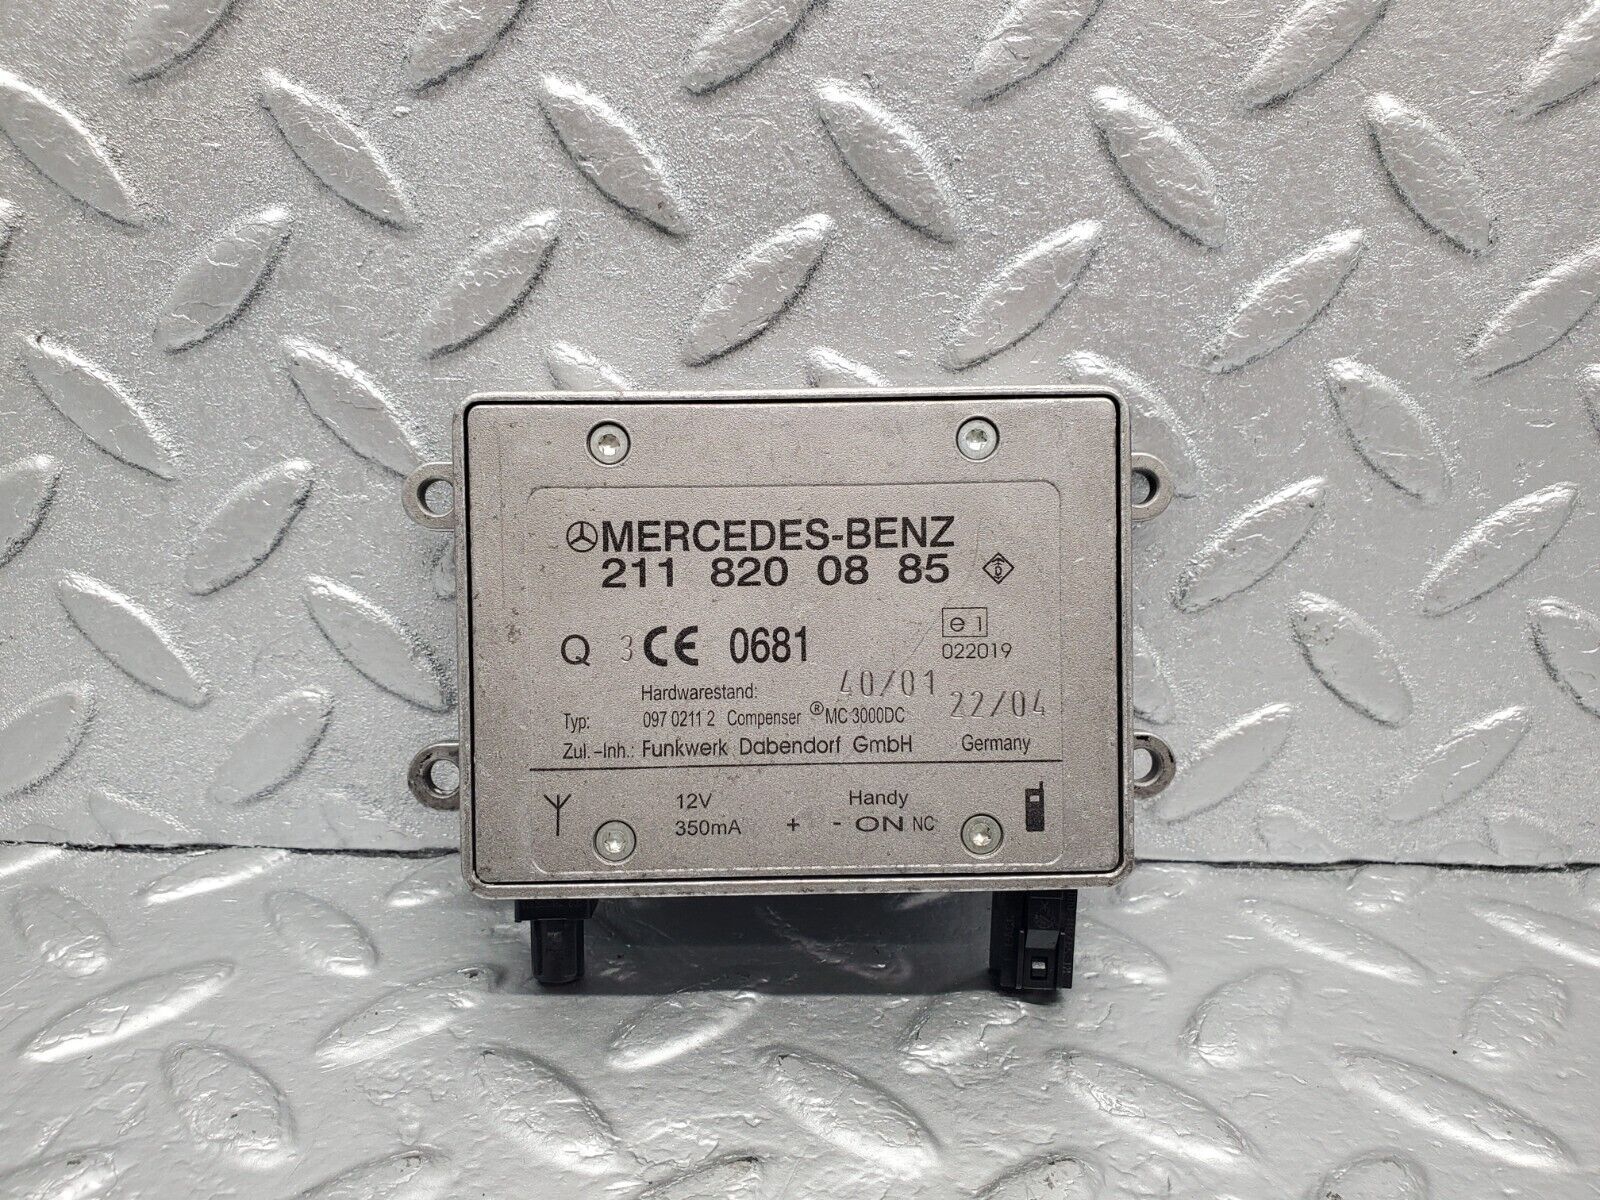 MERCEDES-BENZ
211 820 08 85
Q 3 CE 0681
e1
022019
Hardwarestand: 40/01
Typ: 097 0211 2 Compenser ® MC 3000DC 22/04
Zul.-Inh.: Funkwerk Dabendorf GmbH Germany
12V Handy
350mA + - ON NC